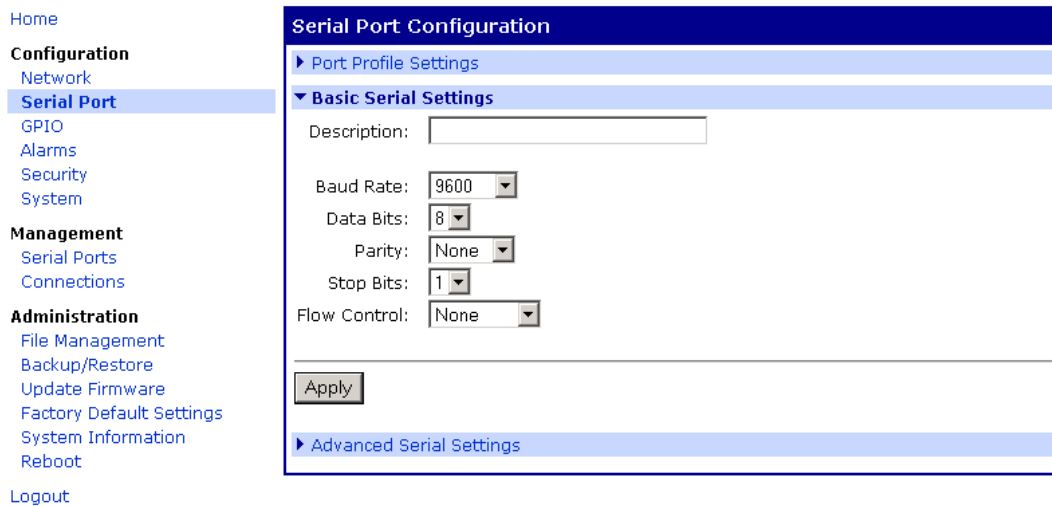 Home
Configuration
Network
Serial Port
GPIO
Alarms
Security
System
Management
Serial Ports
Connections
Administration
File Management
Backup/Restore
Update Firmware
Factory Default Settings
System Information
Reboot
Logout
Serial Port Configuration
Port Profile Settings
Basic Serial Settings
Description:
Baud Rate: 9600
Data Bits: 8
Parity: None
Stop Bits: 1
Flow Control: None
Apply
Advanced Serial Settings